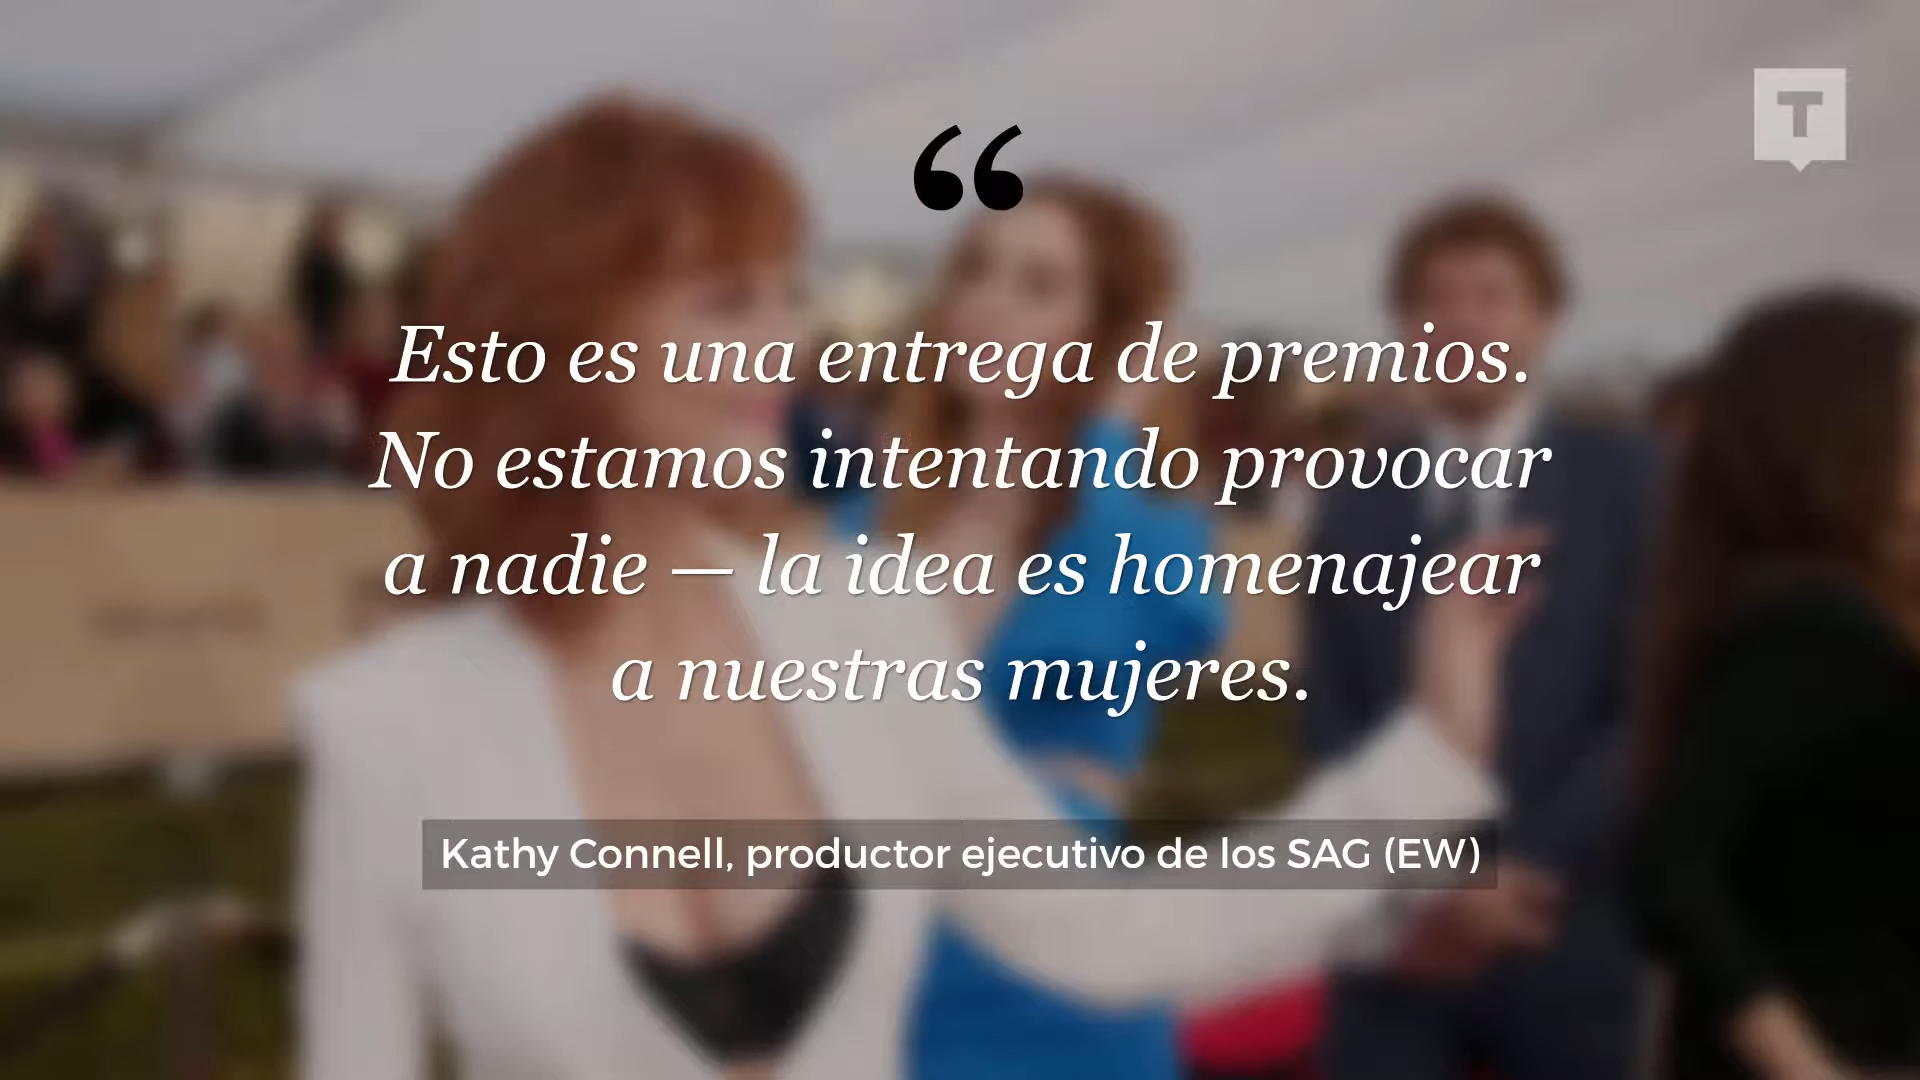 “
Esto es una entrega de premios.
No estamos intentando provocar
a nadie — la idea es homenajear
a nuestras mujeres.
Kathy Connell, productor ejecutivo de los SAG (EW)
T